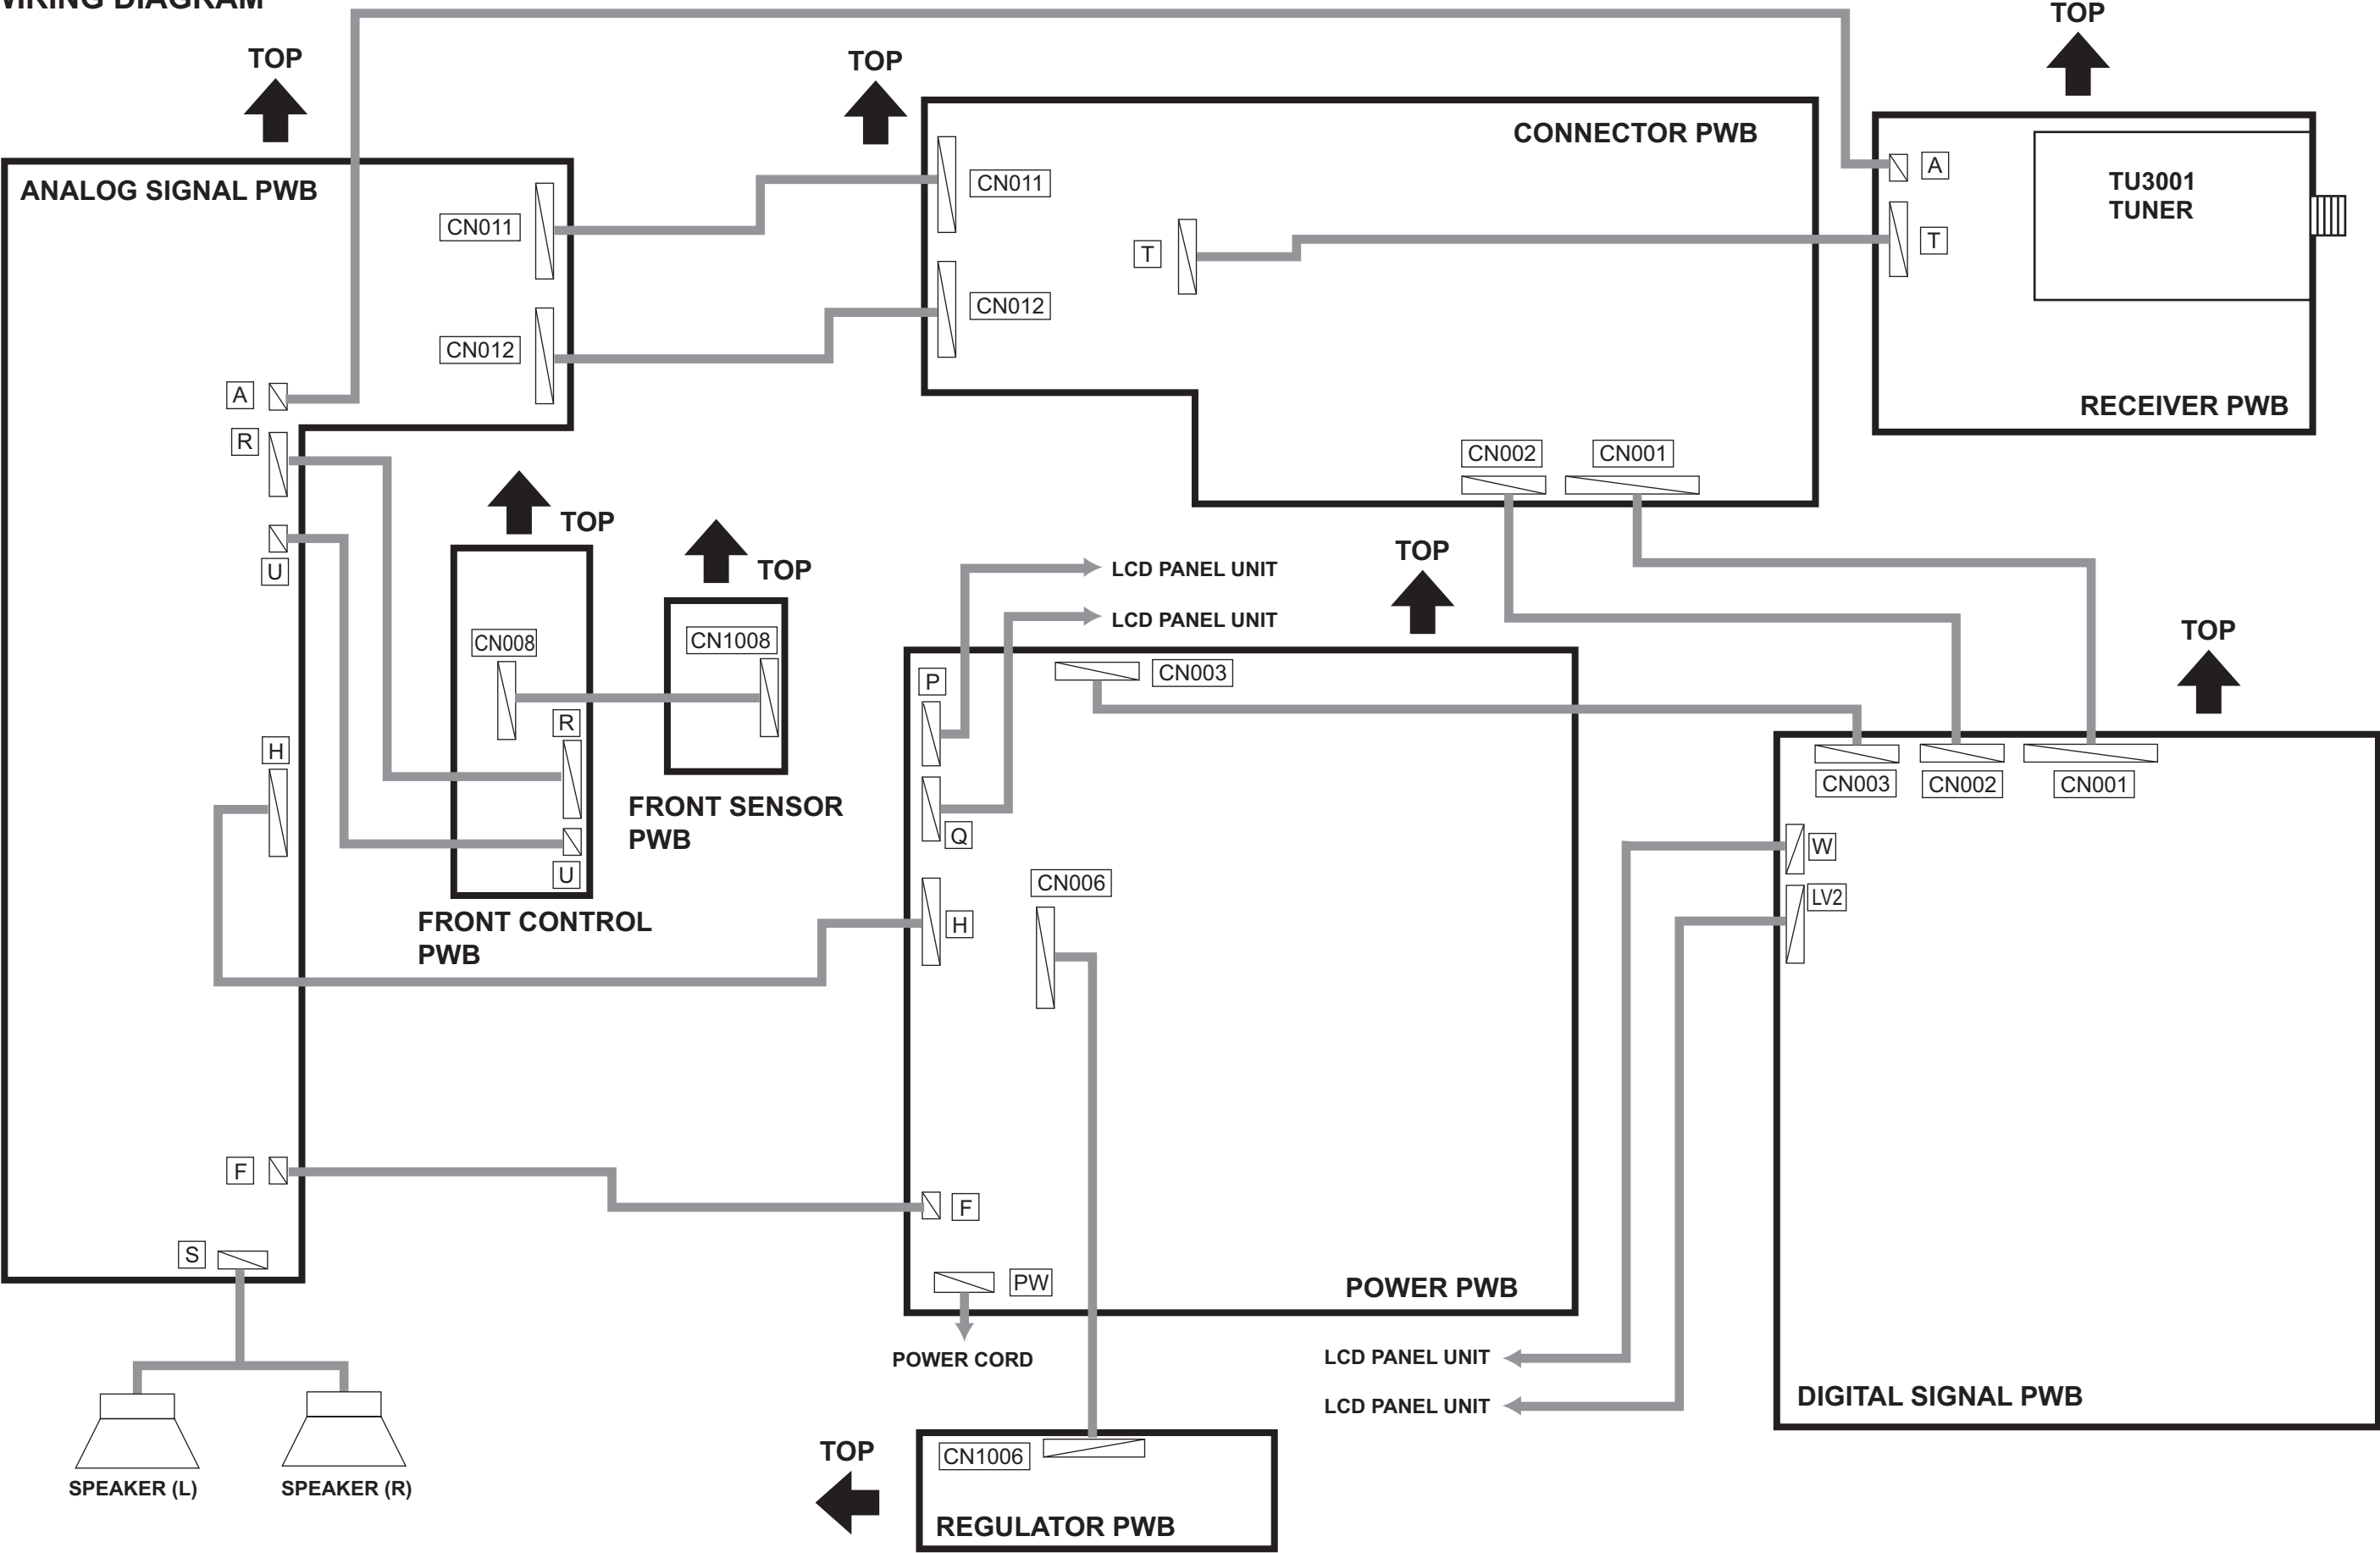 WIRING DIAGRAM
TOP
TOP
TOP
ANALOG SIGNAL PWB
CN011
CN012
A
R
U
H
F
S
SPEAKER (L)
SPEAKER (R)
CONNECTOR PWB
CN011
CN012
T
CN002
CN001
A
T
TU3001
TUNER
RECEIVER PWB
TOP
CN008
R
U
FRONT CONTROL
PWB
TOP
CN1008
FRONT SENSOR
PWB
LCD PANEL UNIT
LCD PANEL UNIT
TOP
P
CN003
Q
CN006
H
F
PW
POWER PWB
POWER CORD
TOP
CN003
CN002
CN001
W
LV2
DIGITAL SIGNAL PWB
LCD PANEL UNIT
LCD PANEL UNIT
TOP
CN1006
REGULATOR PWB